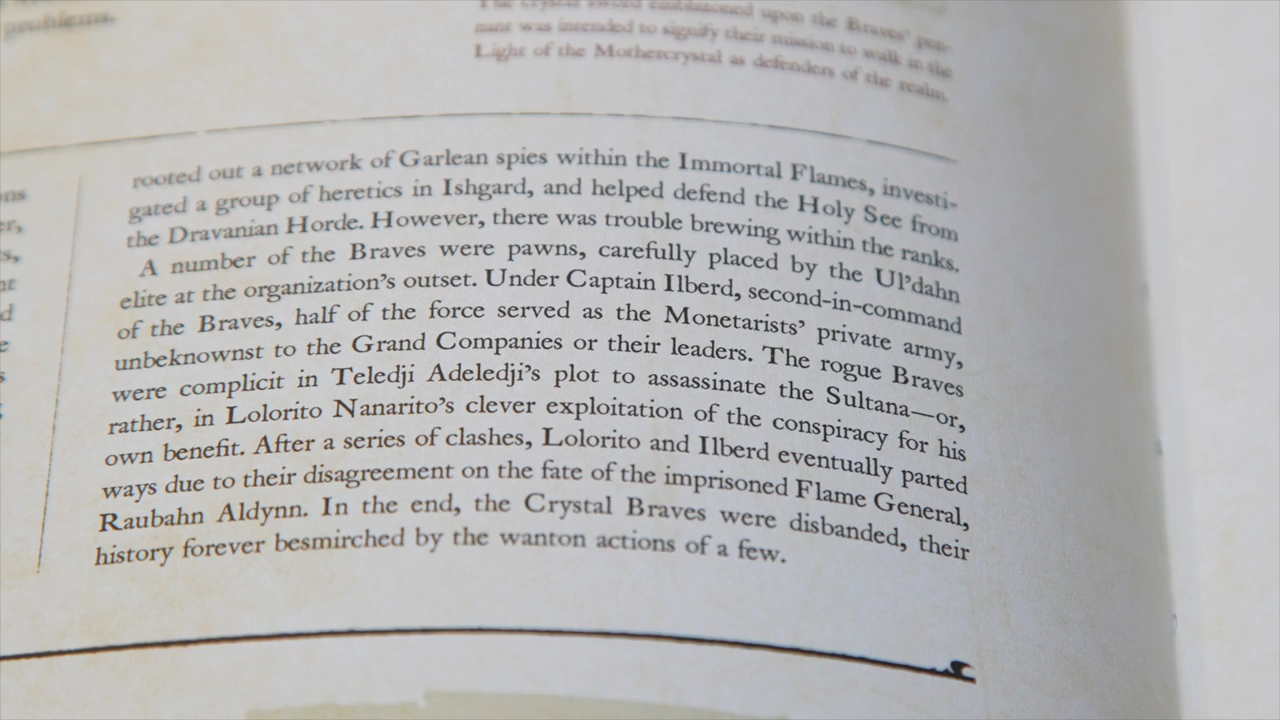 problems.
The crystal sword emblazoned upon the Braves' pen-
nant was intended to signify their mission to walk in the
Light of the Mothercrystal as defenders of the realm.
rooted out a network of Garlean spies within the Immortal Flames, investi-
gated a group of heretics in Ishgard, and helped defend the Holy See from
the Dravanian Horde. However, there was trouble brewing within the ranks.
A number of the Braves were pawns, carefully placed by the Ul'dahn
elite at the organization's outset. Under Captain Ilberd, second-in-command
of the Braves, half of the force served as the Monetarists' private army,
unbeknownst to the Grand Companies or their leaders. The rogue Braves
were complicit in Teledji Adeledji's plot to assassinate the Sultana—or,
rather, in Lolorito Nanarito's clever exploitation of the conspiracy for his
own benefit. After a series of clashes, Lolorito and Ilberd eventually parted
ways due to their disagreement on the fate of the imprisoned Flame General,
Raubahn Aldynn. In the end, the Crystal Braves were disbanded, their
history forever besmirched by the wanton actions of a few.